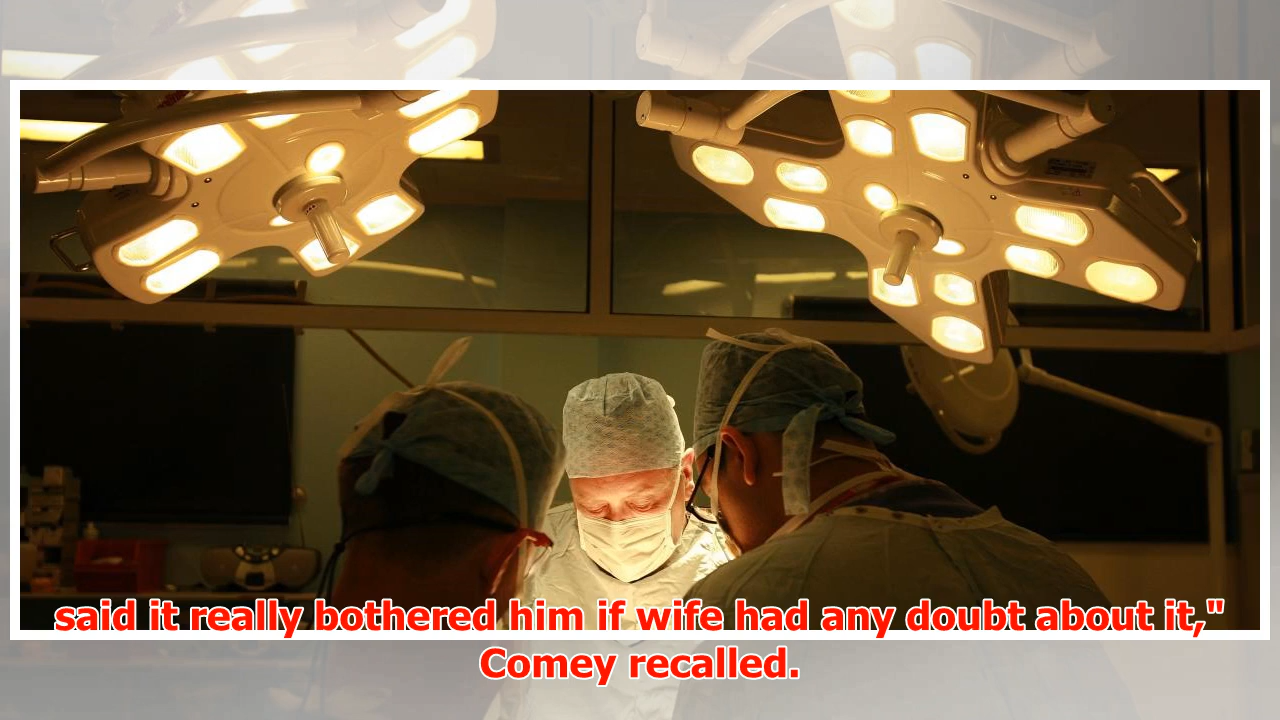 said it really bothered him if wife had any doubt about it,"
Comey recalled.